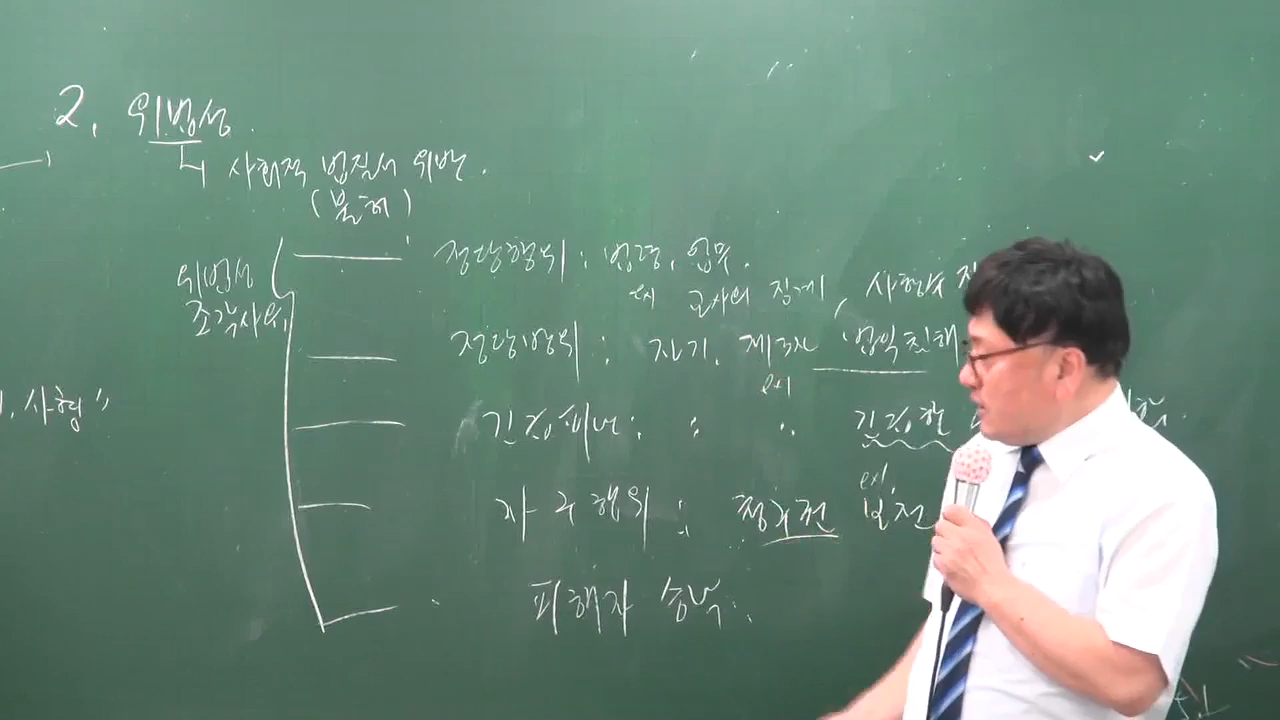 2. 위법성.
ㄴ 사회적 법질서 위반.
(불허)
위법성
조각사유
정당행위 : 법령, 업무.
ex) 교사의 징계, 사형수
정당방위 : 자기, 제3자 법익침해
ex)
긴급피난 : 〃 〃 긴급한
ex)
자구행위 : 청구권 보전
피해자 승낙 :
사형"